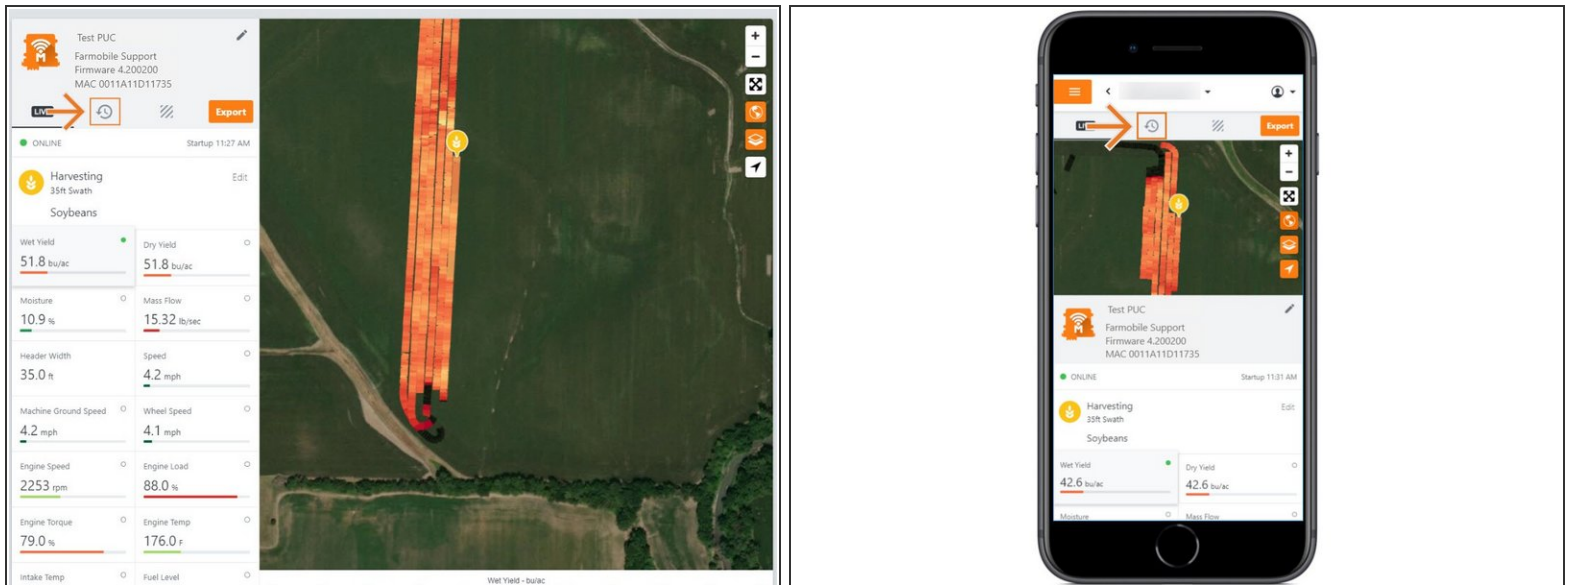 Test PUC
Farmobile Support
Firmware 4.200200
MAC 0011A11D11735
Export
ONLINE
Startup 11:27 AM
Harvesting
Edit
35ft Swath
Soybeans
Wet Yield
Dry Yield
51.8 bu/ac
51.8 bu/ac
Moisture
Mass Flow
10.9 %
15.32 lb/sec
Header Width
Speed
35.0 ft
4.2 mph
Machine Ground Speed
Wheel Speed
4.2 mph
4.1 mph
Engine Speed
Engine Load
2253 rpm
88.0 %
Engine Torque
Engine Temp
79.0 %
176.0 F
Intake Temp
Fuel Level
Wet Yield - bu/ac
Export
Test PUC
Farmobile Support
Firmware 4.200200
MAC 0011A11D11735
ONLINE
Startup 11:31 AM
Harvesting
Edit
35ft Swath
Soybeans
Wet Yield
Dry Yield
42.6 bu/ac
42.6 bu/ac
Moisture
Mass Flow